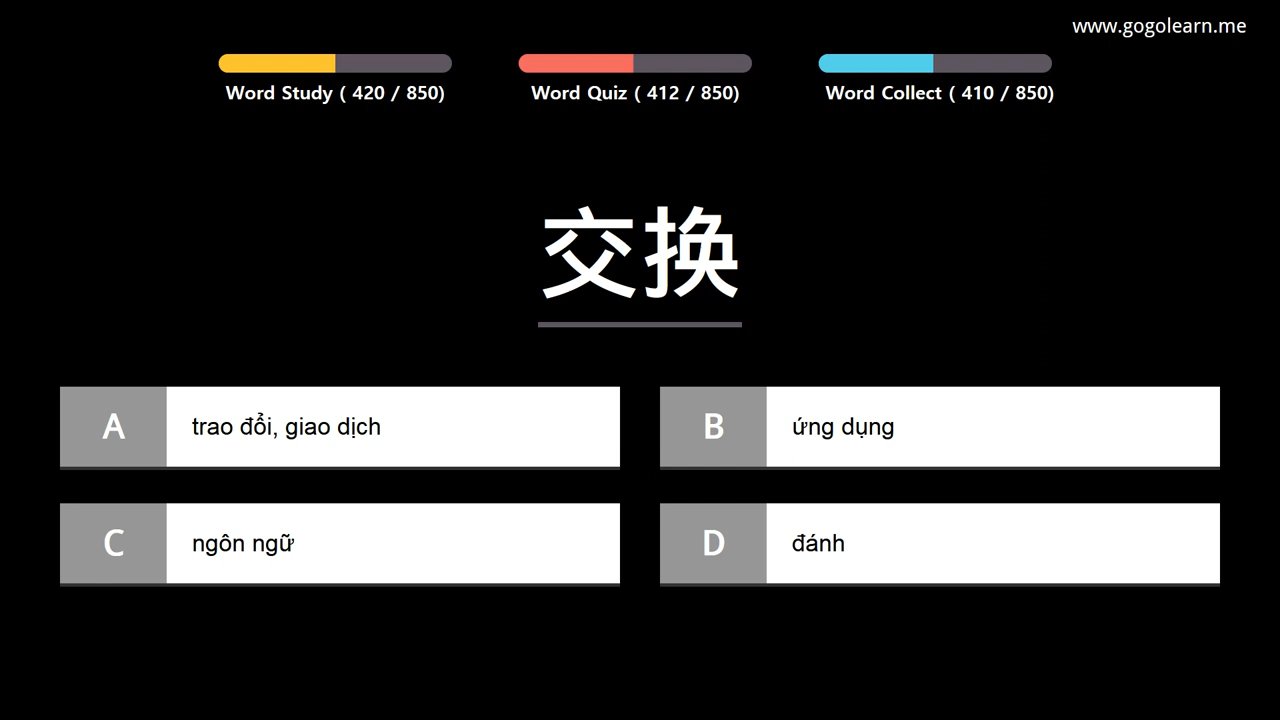 www.gogolearn.me
Word Study ( 420 / 850)
Word Quiz ( 412 / 850)
Word Collect ( 410 / 850)
交换
A trao đổi, giao dịch
B ứng dụng
C ngôn ngữ
D đánh